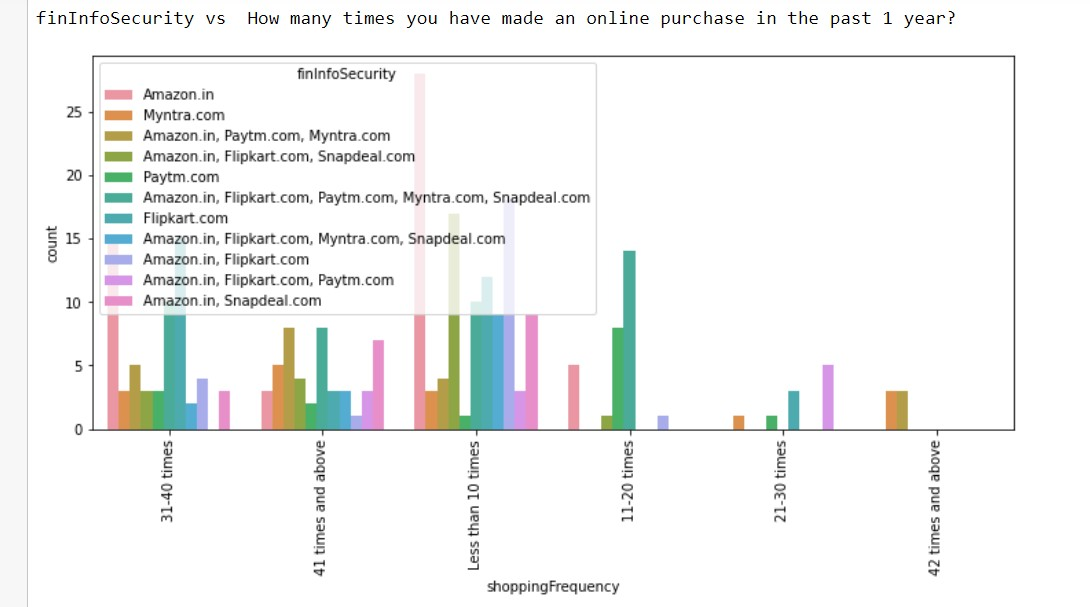 finInfoSecurity vs  How many times you have made an online purchase in the past 1 year?
finInfoSecurity
Amazon.in
Myntra.com
Amazon.in, Paytm.com, Myntra.com
Amazon.in, Flipkart.com, Snapdeal.com
Paytm.com
Amazon.in, Flipkart.com, Paytm.com, Myntra.com, Snapdeal.com
Flipkart.com
Amazon.in, Flipkart.com, Myntra.com, Snapdeal.com
Amazon.in, Flipkart.com
Amazon.in, Flipkart.com, Paytm.com
Amazon.in, Snapdeal.com
count
25
20
15
10
5
0
31-40 times
41 times and above
Less than 10 times
11-20 times
21-30 times
42 times and above
shoppingFrequency